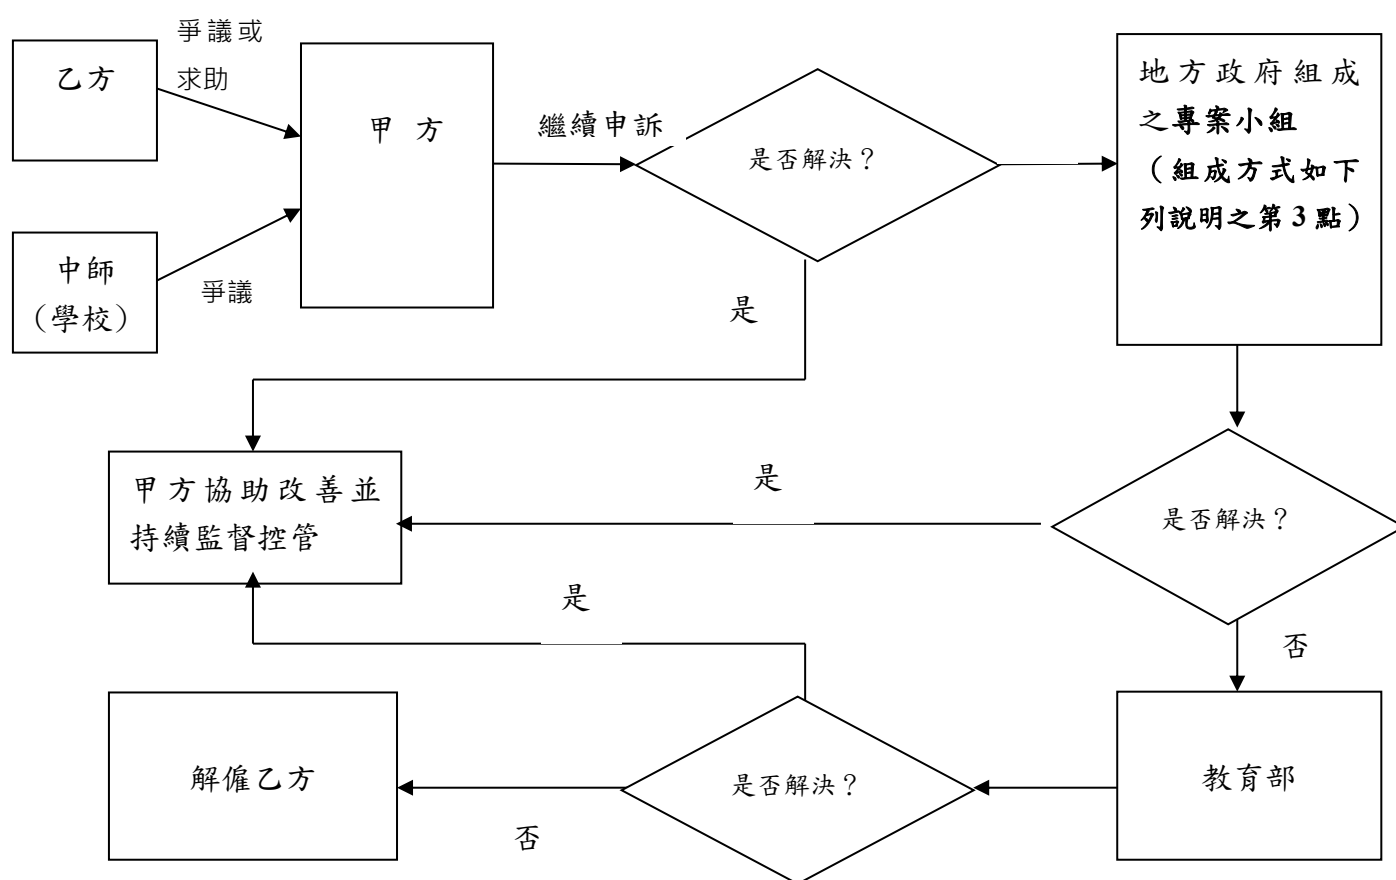 爭議或
求助
乙方
甲方
繼續申訴
是否解決？
地方政府組成
之專案小組
（組成方式如下
列說明之第3點）
中師
（學校）
爭議
是
甲方協助改善並
持續監督控管
是
是否解決？
是
否
解僱乙方
否
是否解決？
教育部